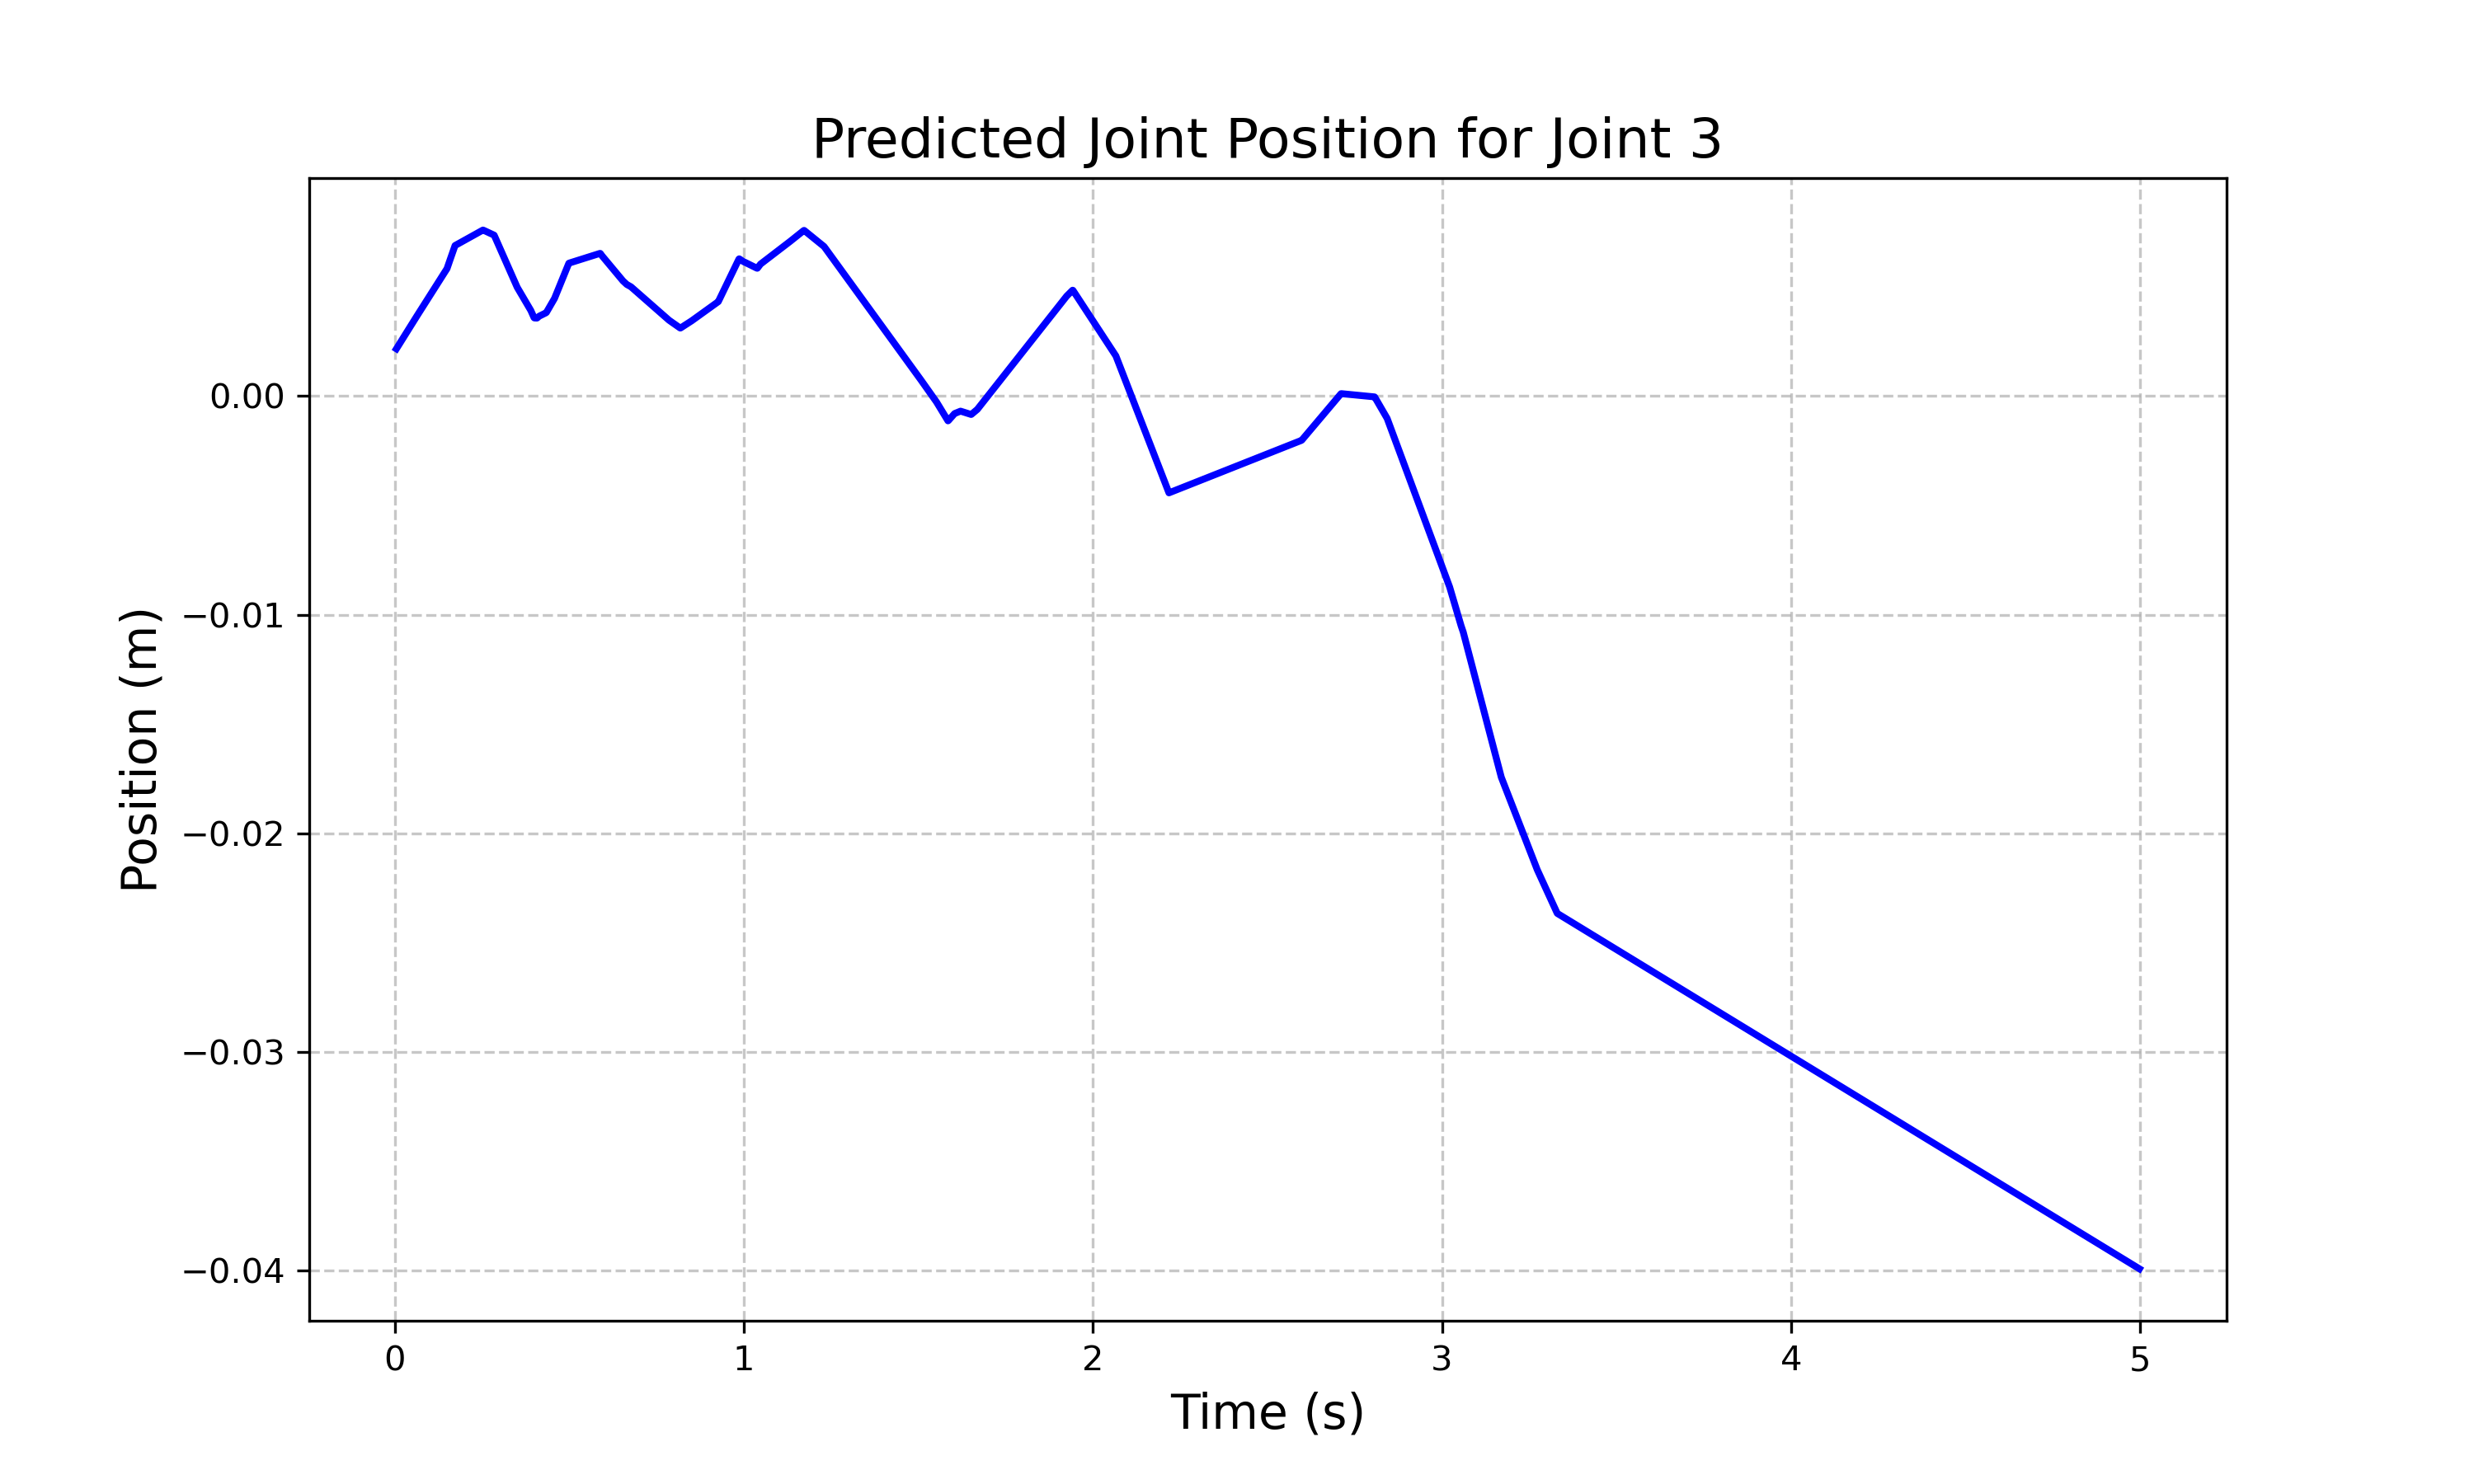 Predicted Joint Position for Joint 3
Position (m)
0.00
−0.01
−0.02
−0.03
−0.04
0 1 2 3 4 5
Time (s)